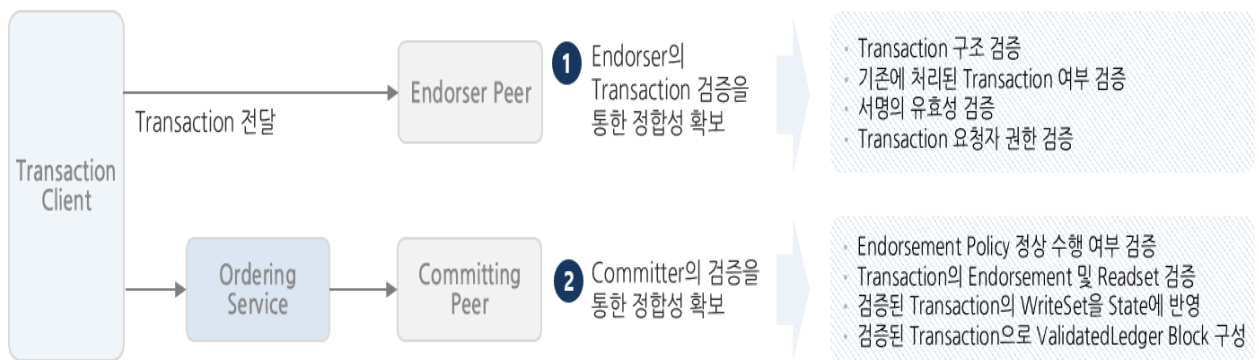 Transaction
Client
Transaction 전달
Endorser Peer
1
Endorser의
Transaction 검증을
통한 정합성 확보
· Transaction 구조 검증
· 기존에 처리된 Transaction 여부 검증
· 서명의 유효성 검증
· Transaction 요청자 권한 검증
Ordering
Service
Committing
Peer
2
Committer의 검증을
통한 정합성 확보
· Endorsement Policy 정상 수행 여부 검증
· Transaction의 Endorsement 및 Readset 검증
· 검증된 Transaction의 WriteSet을 State에 반영
· 검증된 Transaction으로 ValidatedLedger Block 구성